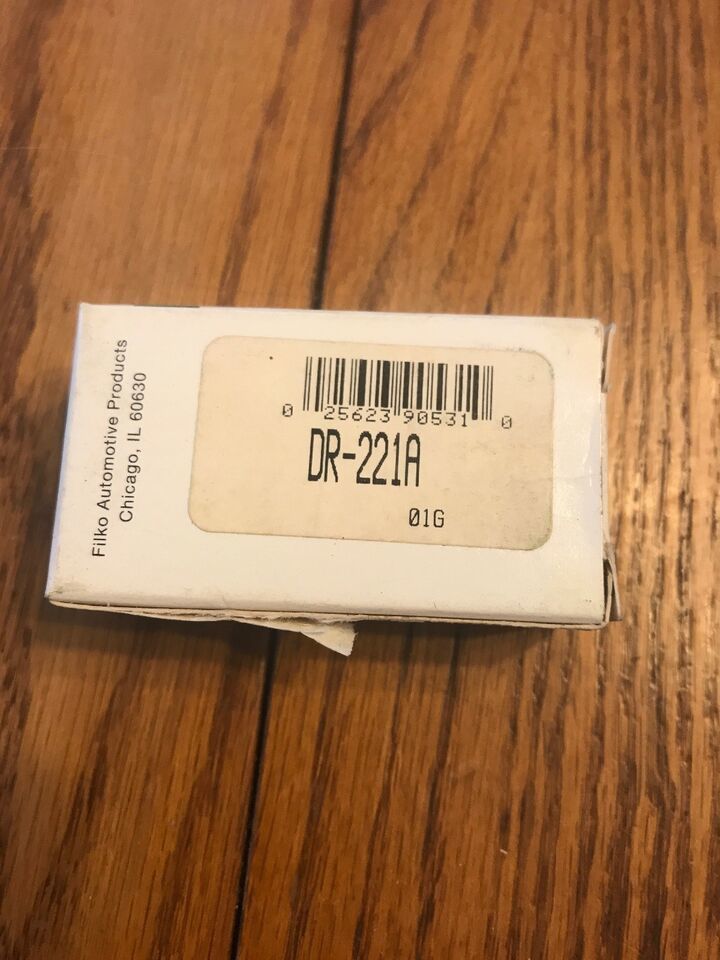 Filko Automotive Products
Chicago, IL 60630
0 25623 90531 0
DR-221A
01G